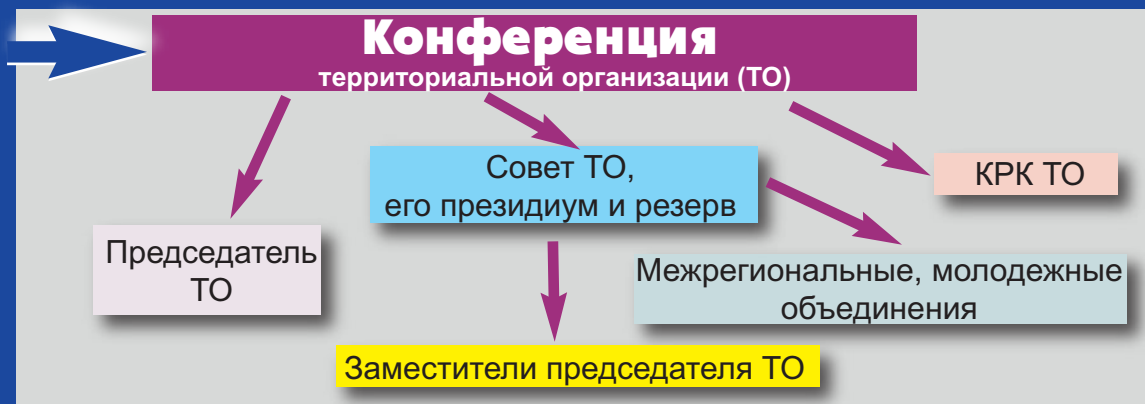 Конференция
территориальной организации (ТО)
Совет ТО,
его президиум и резерв
КРК ТО
Председатель
ТО
Межрегиональные, молодежные
объединения
Заместители председателя ТО